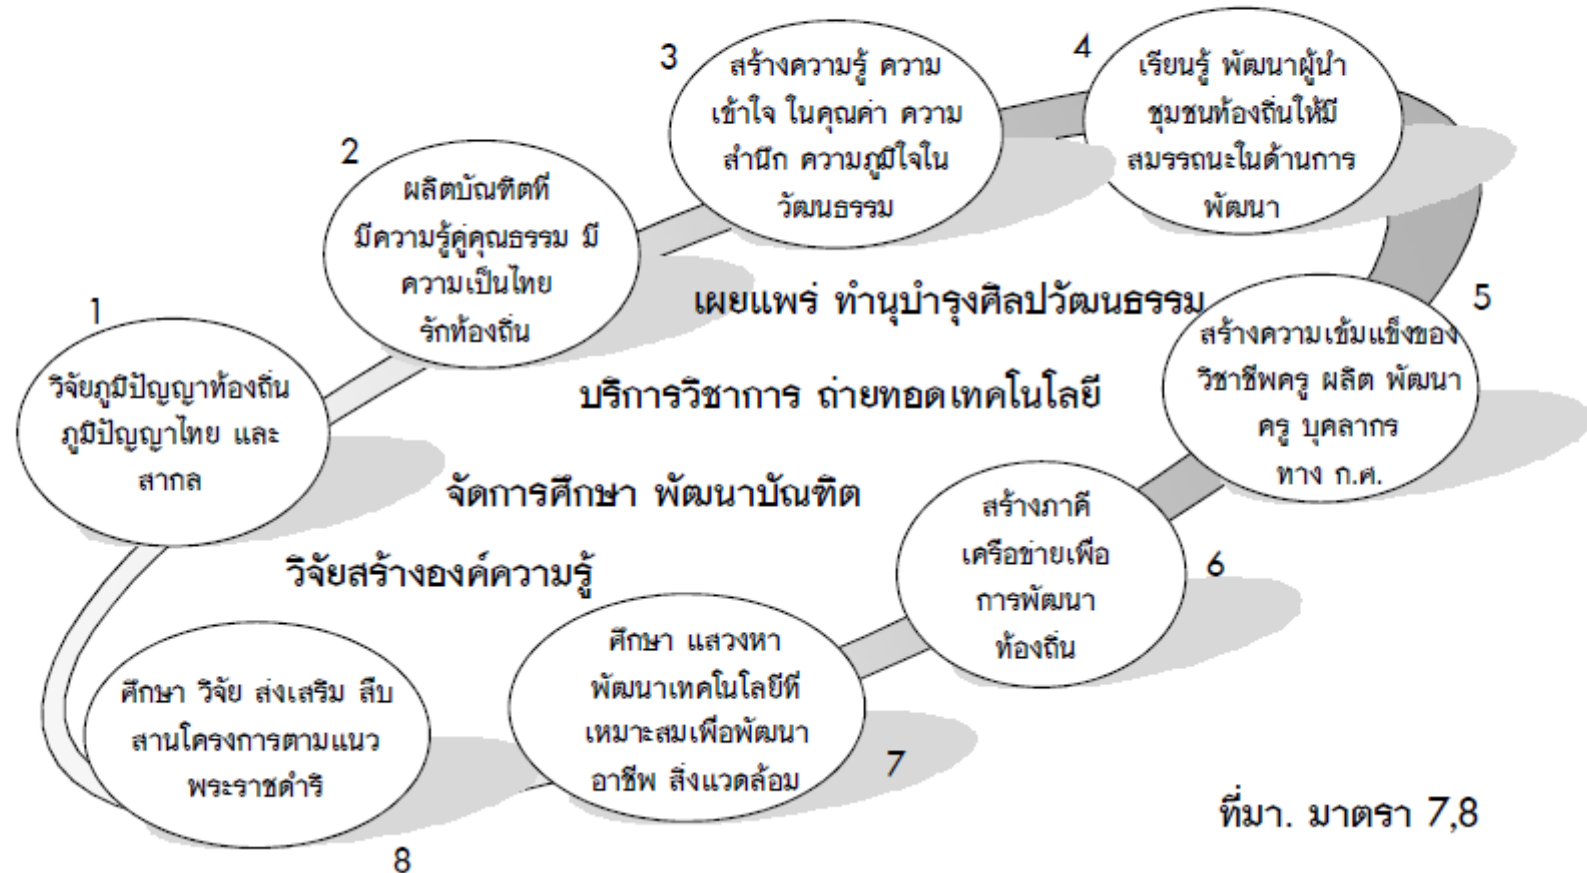 1
วิจัยภูมิปัญญาท้องถิ่น
ภูมิปัญญาไทย และ
สากล
2
ผลิตบัณฑิตที่
มีความรู้คู่คุณธรรม มี
ความเป็นไทย
รักท้องถิ่น
3
สร้างความรู้ ความ
เข้าใจ ในคุณค่า ความ
สำนึก ความภูมิใจใน
วัฒนธรรม
4
เรียนรู้ พัฒนาผู้นำ
ชุมชนท้องถิ่นให้มี
สมรรถนะในด้านการ
พัฒนา
5
สร้างความเข้มแข็งของ
วิชาชีพครู ผลิต พัฒนา
ครู บุคลากร
ทาง ก.ศ.
6
สร้างภาคี
เครือข่ายเพื่อ
การพัฒนา
ท้องถิ่น
7
ศึกษา แสวงหา
พัฒนาเทคโนโลยีที่
เหมาะสมเพื่อพัฒนา
อาชีพ สิ่งแวดล้อม
8
ศึกษา วิจัย ส่งเสริม สืบ
สานโครงการตามแนว
พระราชดำริ
เผยแพร่ ทำนุบำรุงศิลปวัฒนธรรม
บริการวิชาการ ถ่ายทอดเทคโนโลยี
จัดการศึกษา พัฒนาบัณฑิต
วิจัยสร้างองค์ความรู้
ที่มา. มาตรา 7,8